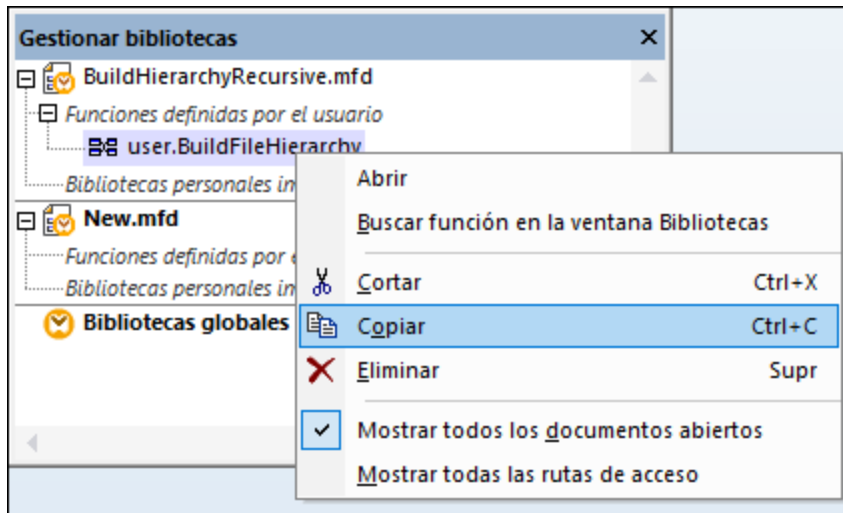 Gestionar bibliotecas
BuildHierarchyRecursive.mfd
Funciones definidas por el usuario
user.BuildFileHierarchy
Bibliotecas personales
New.mfd
Funciones definidas por
Bibliotecas personales
Bibliotecas globales
Abrir
Buscar función en la ventana Bibliotecas
Cortar Ctrl+X
Copiar Ctrl+C
Eliminar Supr
Mostrar todos los documentos abiertos
Mostrar todas las rutas de acceso